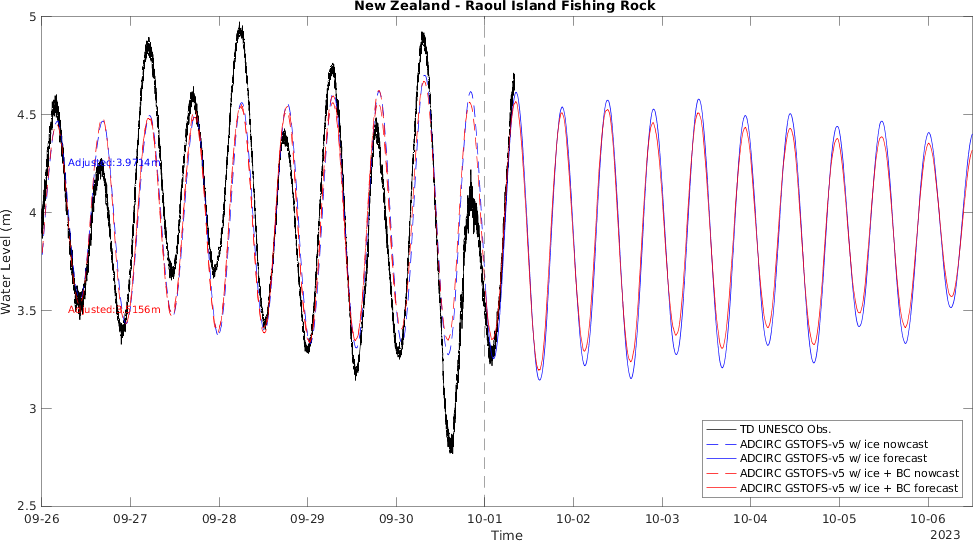 New Zealand - Raoul Island Fishing Rock
Water Level (m)
5
4.5
4
3.5
3
2.5
Adjusted:3.9714m
TD UNESCO Obs.
ADCIRC GSTOFS-v5 w/ ice nowcast
ADCIRC GSTOFS-v5 w/ ice forecast
ADCIRC GSTOFS-v5 w/ ice + BC nowcast
ADCIRC GSTOFS-v5 w/ ice + BC forecast
09-26 09-27 09-28 09-29 09-30 10-01 10-02 10-03 10-04 10-05 10-06
Time
2023